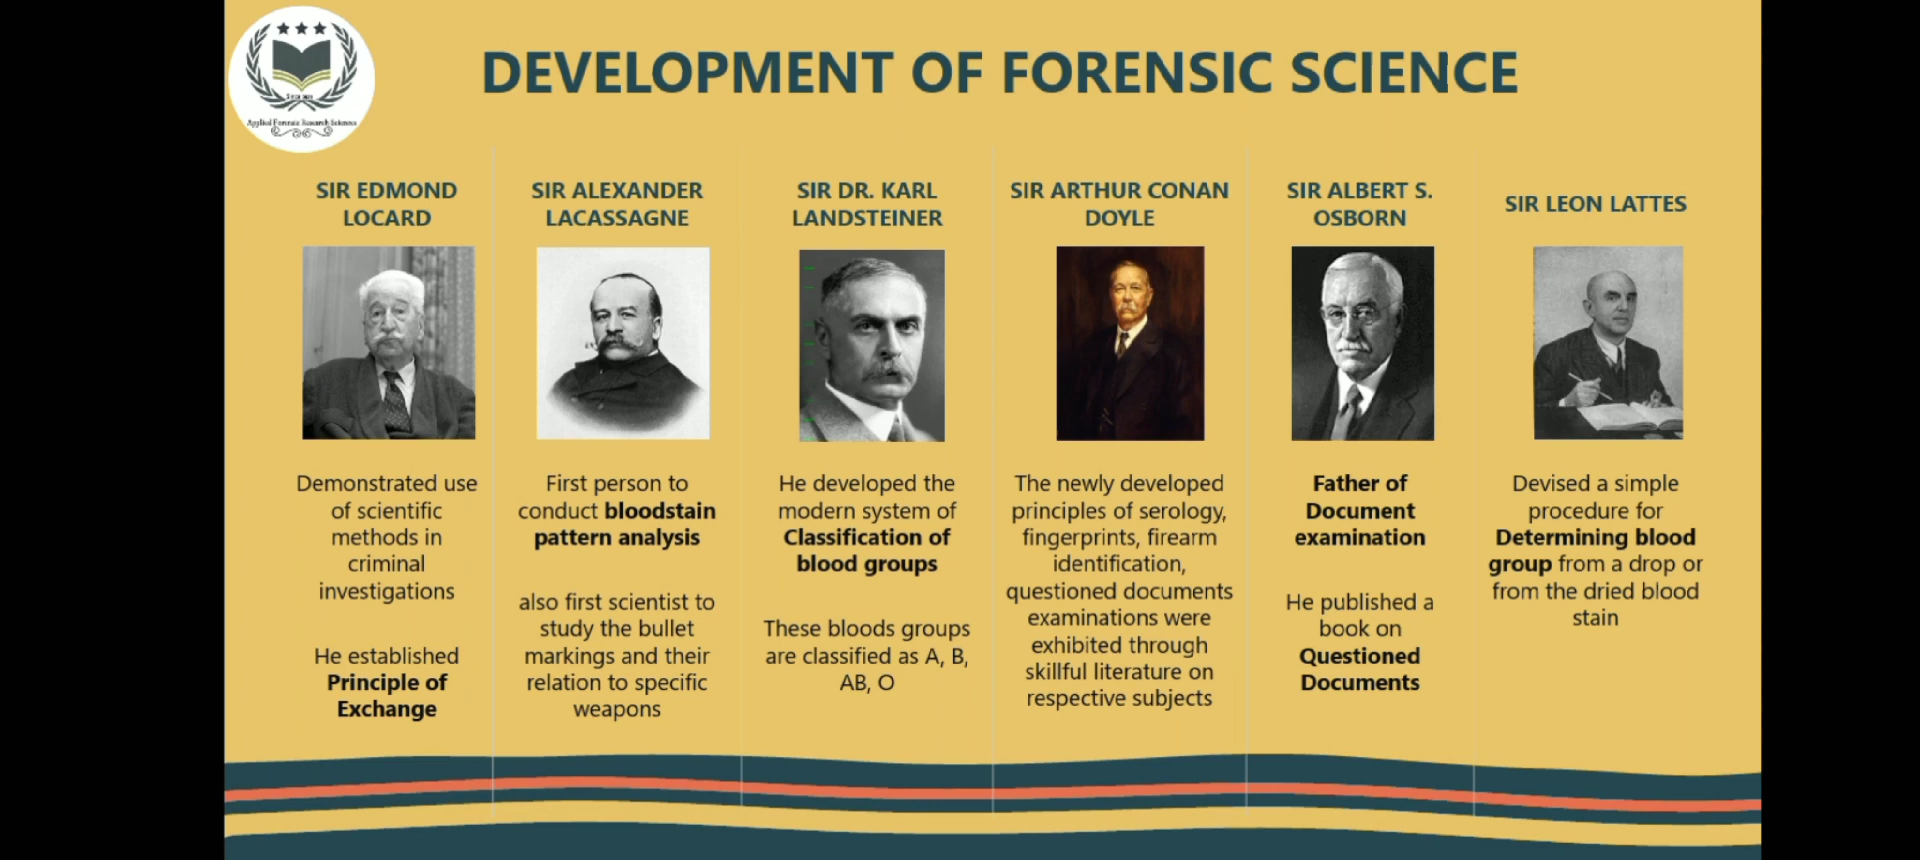 Since 2021
Applied Forensic Research Sciences
DEVELOPMENT OF FORENSIC SCIENCE
SIR EDMOND
LOCARD
Demonstrated use
of scientific
methods in
criminal
investigations
He established
Principle of
Exchange
SIR ALEXANDER
LACASSAGNE
First person to
conduct bloodstain
pattern analysis
also first scientist to
study the bullet
markings and their
relation to specific
weapons
SIR DR. KARL
LANDSTEINER
He developed the
modern system of
Classification of
blood groups
These bloods groups
are classified as A, B,
AB, O
SIR ARTHUR CONAN
DOYLE
The newly developed
principles of serology,
fingerprints, firearm
identification,
questioned documents
examinations were
exhibited through
skillful literature on
respective subjects
SIR ALBERT S.
OSBORN
Father of
Document
examination
He published a
book on
Questioned
Documents
SIR LEON LATTES
Devised a simple
procedure for
Determining blood
group from a drop or
from the dried blood
stain